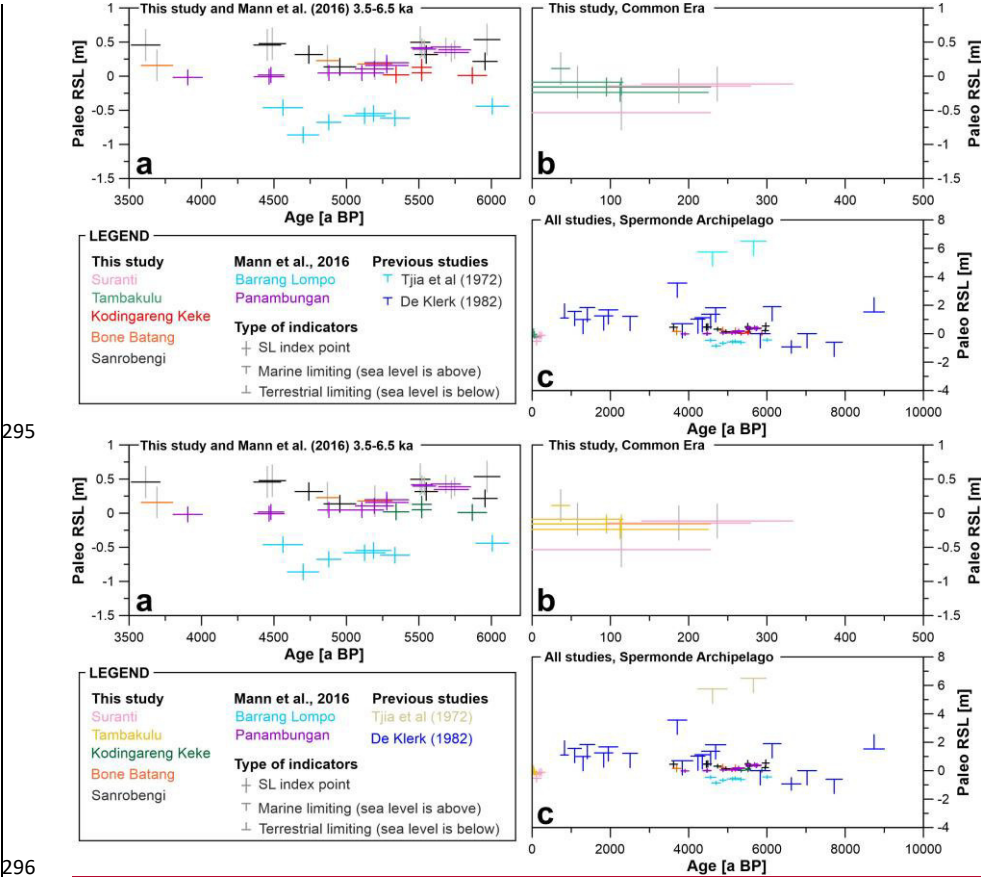 This study and Mann et al. (2016) 3.5-6.5 ka
1
0.5
0
-0.5
-1
-1.5
Paleo RSL [m]
a
3500 4000 4500 5000 5500 6000
Age [a BP]
This study, Common Era
1
0.5
0
-0.5
-1
-1.5
Paleo RSL [m]
b
0 100 200 300 400 500
LEGEND
This study
Suranti
Tambakulu
Kodingareng Keke
Bone Batang
Sanrobengi
Mann et al., 2016
Barrang Lompo
Panambungan
Type of indicators
SL index point
Marine limiting (sea level is above)
Terrestrial limiting (sea level is below)
Previous studies
Tjia et al (1972)
De Klerk (1982)
All studies, Spermonde Archipelago
8
6
4
2
0
-2
-4
Paleo RSL [m]
c
0 2000 4000 6000 8000 10000
Age [a BP]
295
This study and Mann et al. (2016) 3.5-6.5 ka
1
0.5
0
-0.5
-1
-1.5
Paleo RSL [m]
a
3500 4000 4500 5000 5500 6000
Age [a BP]
This study, Common Era
1
0.5
0
-0.5
-1
-1.5
Paleo RSL [m]
b
0 100 200 300 400 500
LEGEND
This study
Suranti
Tambakulu
Kodingareng Keke
Bone Batang
Sanrobengi
Mann et al., 2016
Barrang Lompo
Panambungan
Type of indicators
SL index point
Marine limiting (sea level is above)
Terrestrial limiting (sea level is below)
Previous studies
Tjia et al (1972)
De Klerk (1982)
All studies, Spermonde Archipelago
8
6
4
2
0
-2
-4
Paleo RSL [m]
c
0 2000 4000 6000 8000 10000
Age [a BP]
296